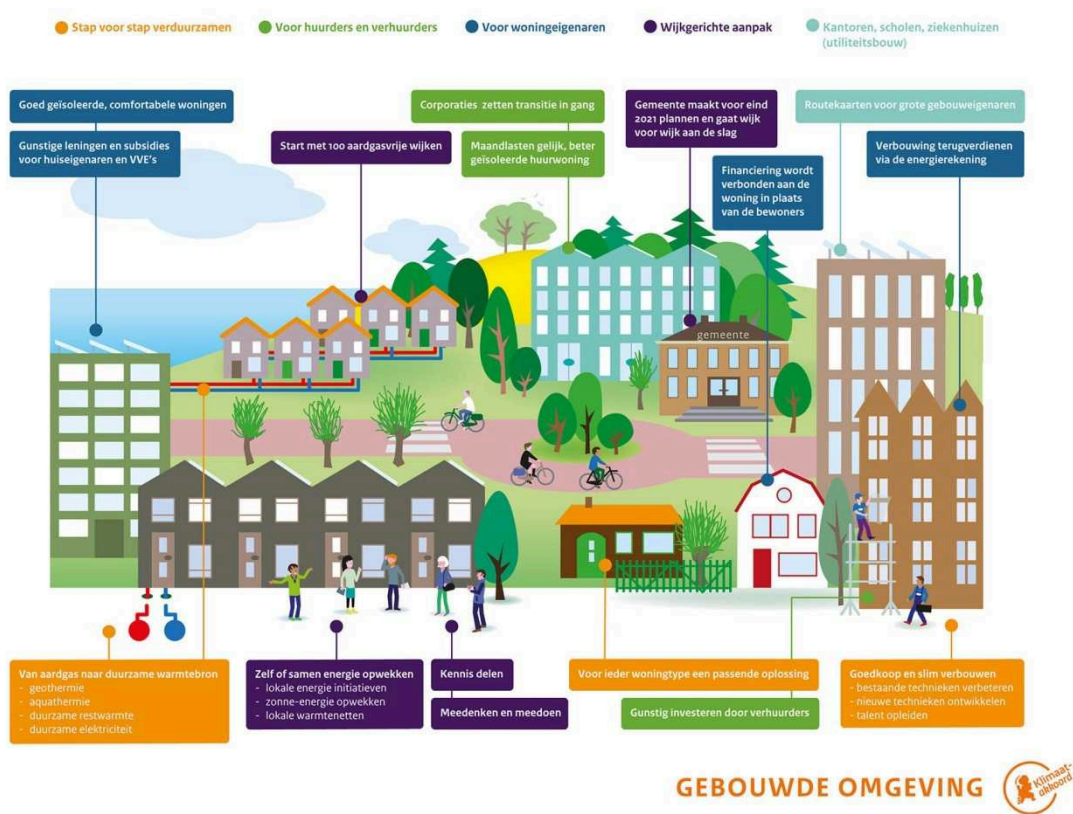 Stap voor stap verduurzamen
Voor huurders en verhuurders
Voor woningeigenaren
Wijkgerichte aanpak
Kantoren, scholen, ziekenhuizen
(utiliteitsbouw)
Goed geïsoleerde, comfortabele woningen
Gunstige leningen en subsidies
voor huiseigenaren en VVE's
Start met 100 aardgasvrije wijken
Corporaties zetten transitie in gang
Maandlasten gelijk, beter
geïsoleerde huurwoning
Gemeente maakt voor eind
2021 plannen en gaat wijk
voor wijk aan de slag
Financiering wordt
verbonden aan de
woning in plaats
van de bewoners
Routekaarten voor grote gebouweigenaren
Verbouwing terugverdienen
via de energierekening
gemeente
Van aardgas naar duurzame warmtebron
- geothermie
- aquathermie
- duurzame restwarmte
- duurzame elektriciteit
Zelf of samen energie opwekken
- lokale energie initiatieven
- zonne-energie opwekken
- lokale warmtenetten
Kennis delen
Meedenken en meedoen
Voor ieder woningtype een passende oplossing
Gunstig investeren door verhuurders
Goedkoop en slim verbouwen
- bestaande technieken verbeteren
- nieuwe technieken ontwikkelen
- talent opleiden
GEBOUWDE OMGEVING
Klimaat-
akkoord